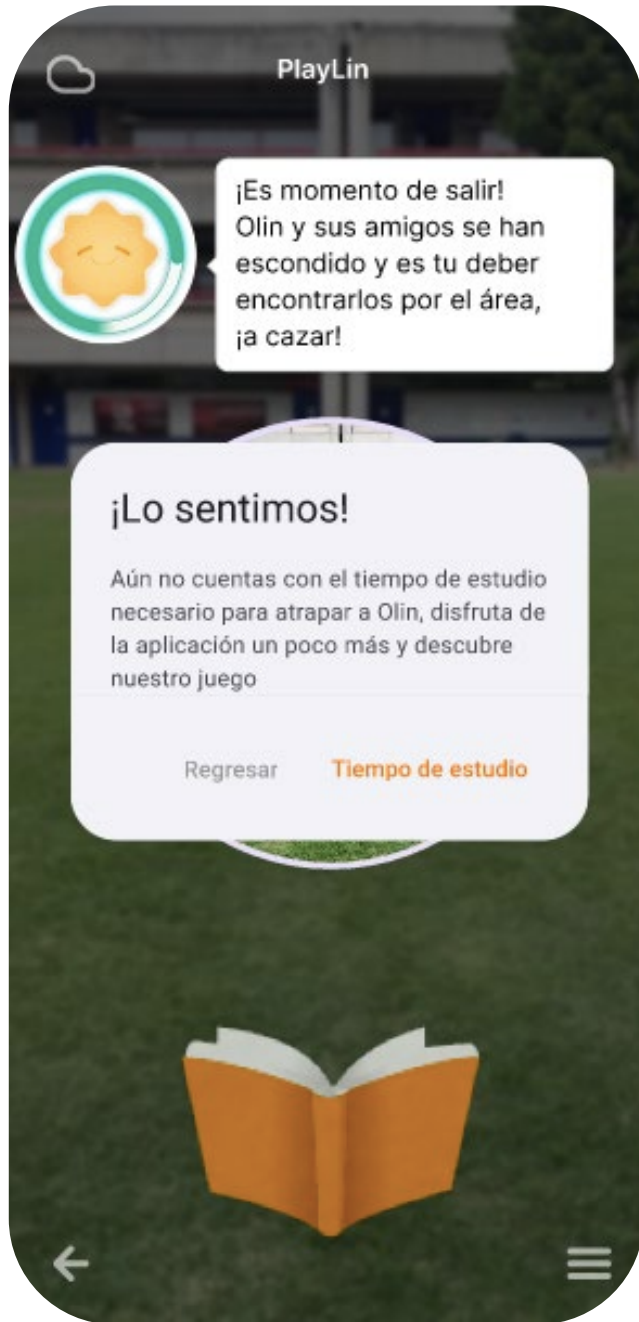 PlayLin
¡Es momento de salir!
Olin y sus amigos se han
escondido y es tu deber
encontrarlos por el área,
¡a cazar!
¡Lo sentimos!
Aún no cuentas con el tiempo de estudio
necesario para atrapar a Olin, disfruta de
la aplicación un poco más y descubre
nuestro juego
Regresar Tiempo de estudio